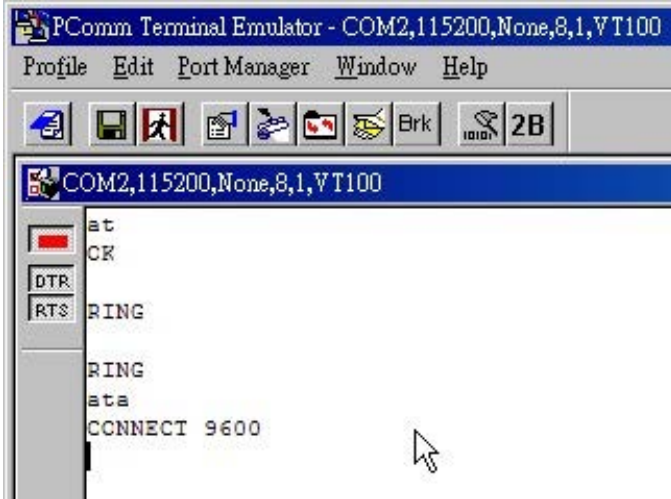 PComm Terminal Emulator - COM2,115200,None,8,1,VT100
Profile Edit Port Manager Window Help
Brk 2B
COM2,115200,None,8,1,VT100
at
OK
DTR
RTS
RING
RING
ata
CONNECT 9600